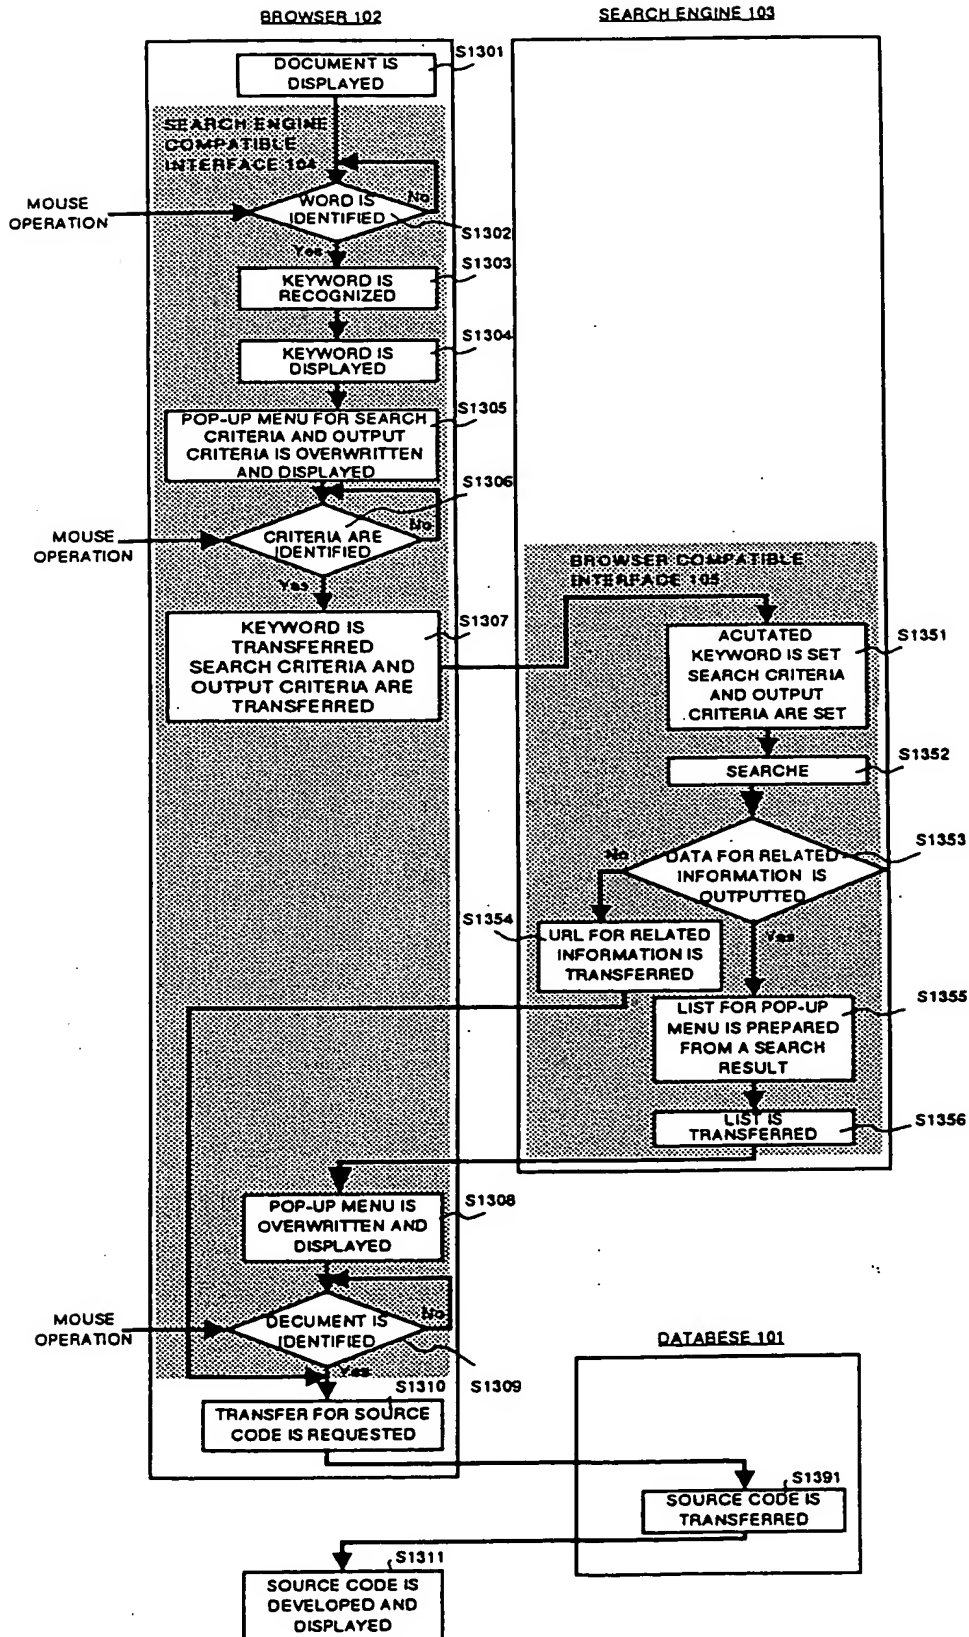 BROWSER 102
SEARCH ENGINE 103
S1301
DOCUMENT IS
DISPLAYED
SEARCH ENGINE
COMPATIBLE
INTERFACE 104
MOUSE
OPERATION
WORD IS
IDENTIFIED
No
S1302
Yes
S1303
KEYWORD IS
RECOGNIZED
S1304
KEYWORD IS
DISPLAYED
S1305
POP-UP MENU FOR SEARCH
CRITERIA AND OUTPUT
CRITERIA IS OVERWRITTEN
AND DISPLAYED
S1306
MOUSE
OPERATION
CRITERIA ARE
IDENTIFIED
No
Yes
S1307
KEYWORD IS
TRANSFERRED
SEARCH CRITERIA AND
OUTPUT CRITERIA ARE
TRANSFERRED
BROWSER COMPATIBLE
INTERFACE 105
S1351
ACUTATED
KEYWORD IS SET
SEARCH CRITERIA
AND OUTPUT
CRITERIA ARE SET
S1352
SEARCHE
S1353
DATA FOR RELATED
INFORMATION IS
OUTPUTTED
No
Yes
S1354
URL FOR RELATED
INFORMATION IS
TRANSFERRED
S1355
LIST FOR POP-UP
MENU IS PREPARED
FROM A SEARCH
RESULT
S1356
LIST IS
TRANSFERRED
S1308
POP-UP MENU IS
OVERWRITTEN AND
DISPLAYED
MOUSE
OPERATION
DECUMENT IS
IDENTIFIED
No
Yes
S1309
S1310
TRANSFER FOR SOURCE
CODE IS REQUESTED
DATABESE 101
S1391
SOURCE CODE IS
TRANSFERRED
S1311
SOURCE CODE IS
DEVELOPED AND
DISPLAYED